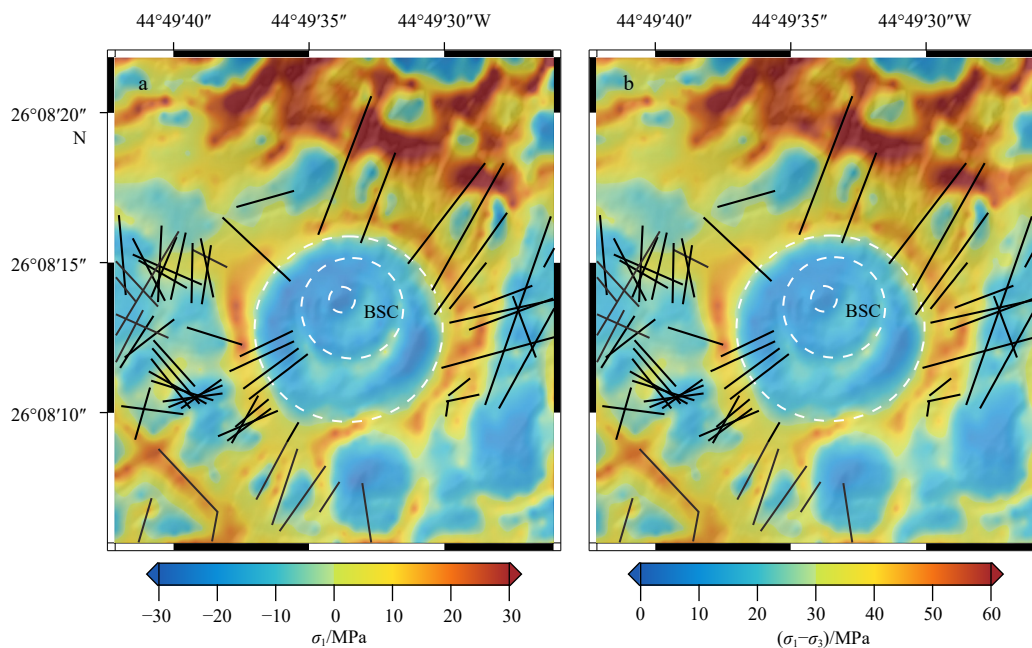 44°49′40″ 44°49′35″ 44°49′30″W 44°49′40″ 44°49′35″ 44°49′30″W
a b
26°08′20″
N
26°08′15″
BSC BSC
26°08′10″
−30 −20 −10 0 10 20 30 0 10 20 30 40 50 60
σ1/MPa (σ1−σ3)/MPa